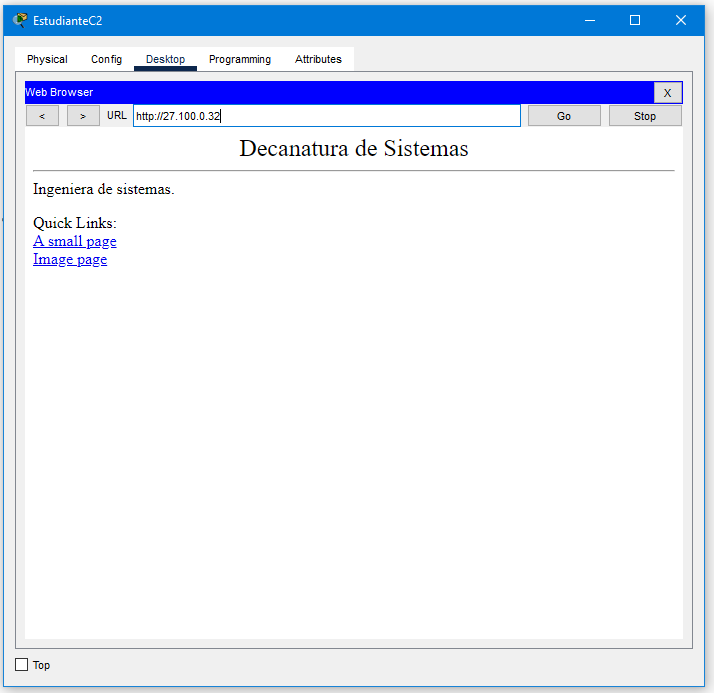 EstudianteC2
Physical Config Desktop Programming Attributes
Web Browser X
< > URL http://27.100.0.32 Go Stop
Decanatura de Sistemas
Ingeniera de sistemas.
Quick Links:
A small page
Image page
Top